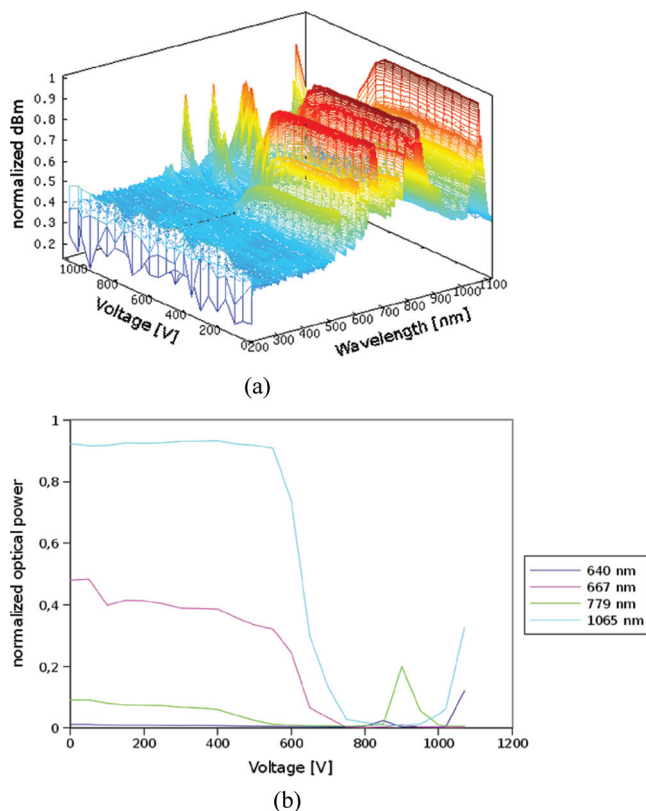 1
0.9
0.8
0.7
0.6
0.5
0.4
0.3
0.2
normalized dBm
1000
800
600
400
200
0
Voltage [V]
200
300
400
500
600
700
800
900
1000
1100
Wavelength [nm]
(a)
1
0,8
0,6
0,4
0,2
0
normalized optical power
0 200 400 600 800 1000 1200
Voltage [V]
640 nm
667 nm
779 nm
1065 nm
(b)